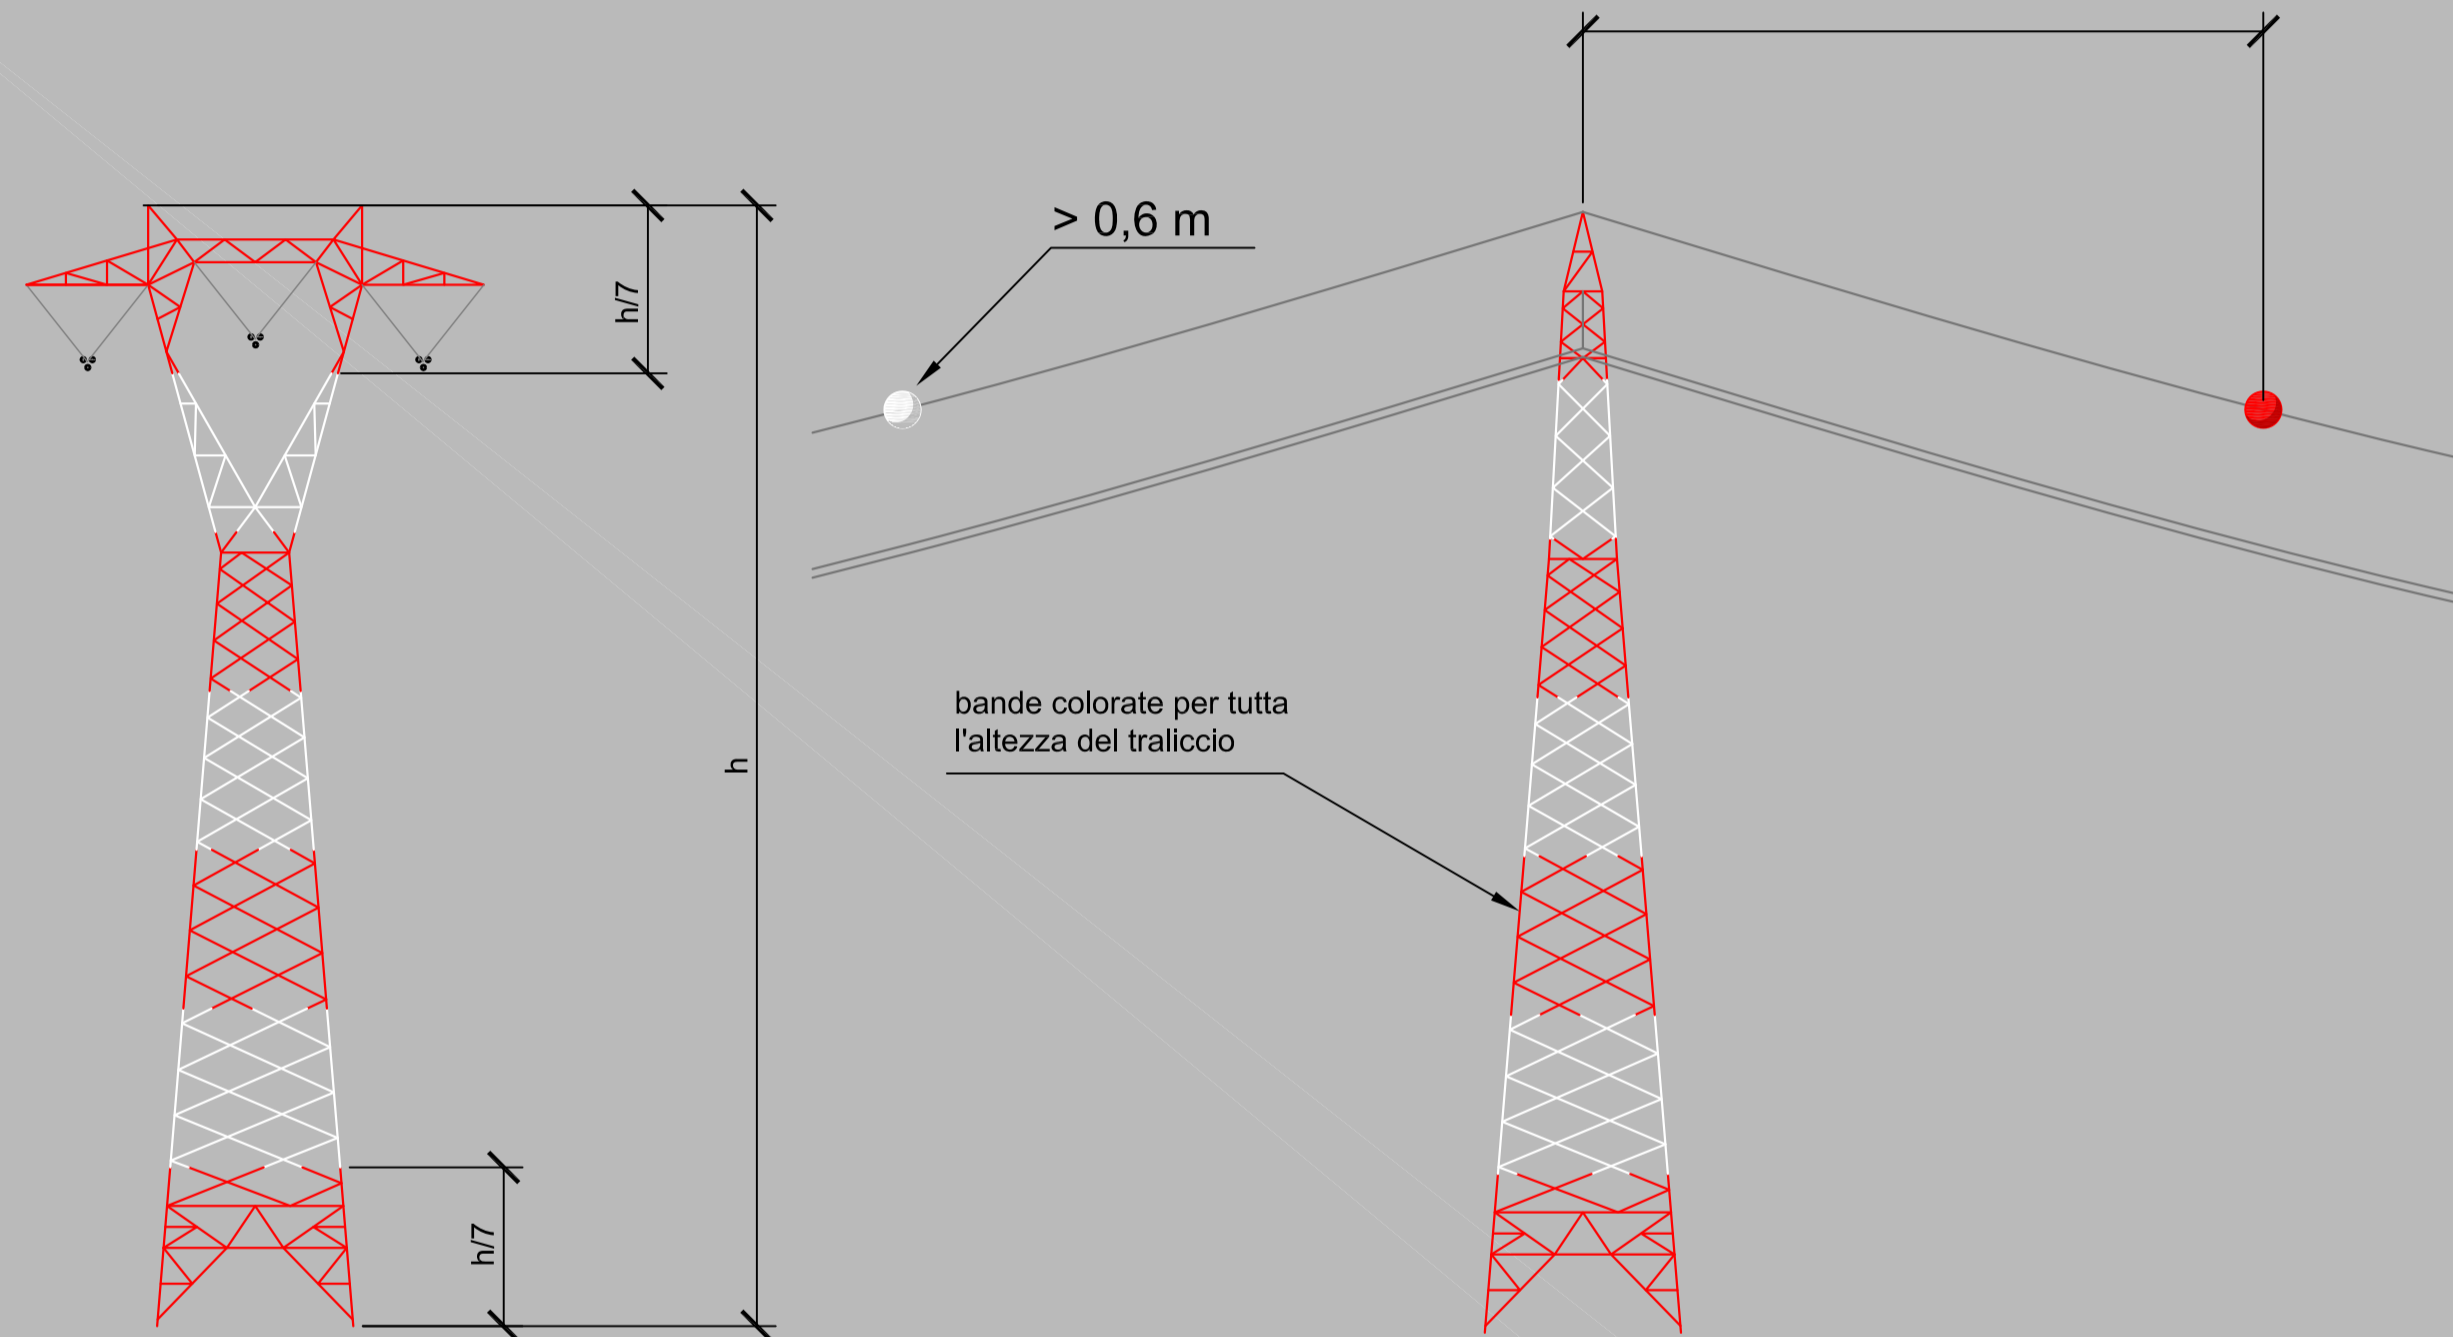 > 0,6 m
h/7
bande colorate per tutta
l'altezza del traliccio
h
h/7